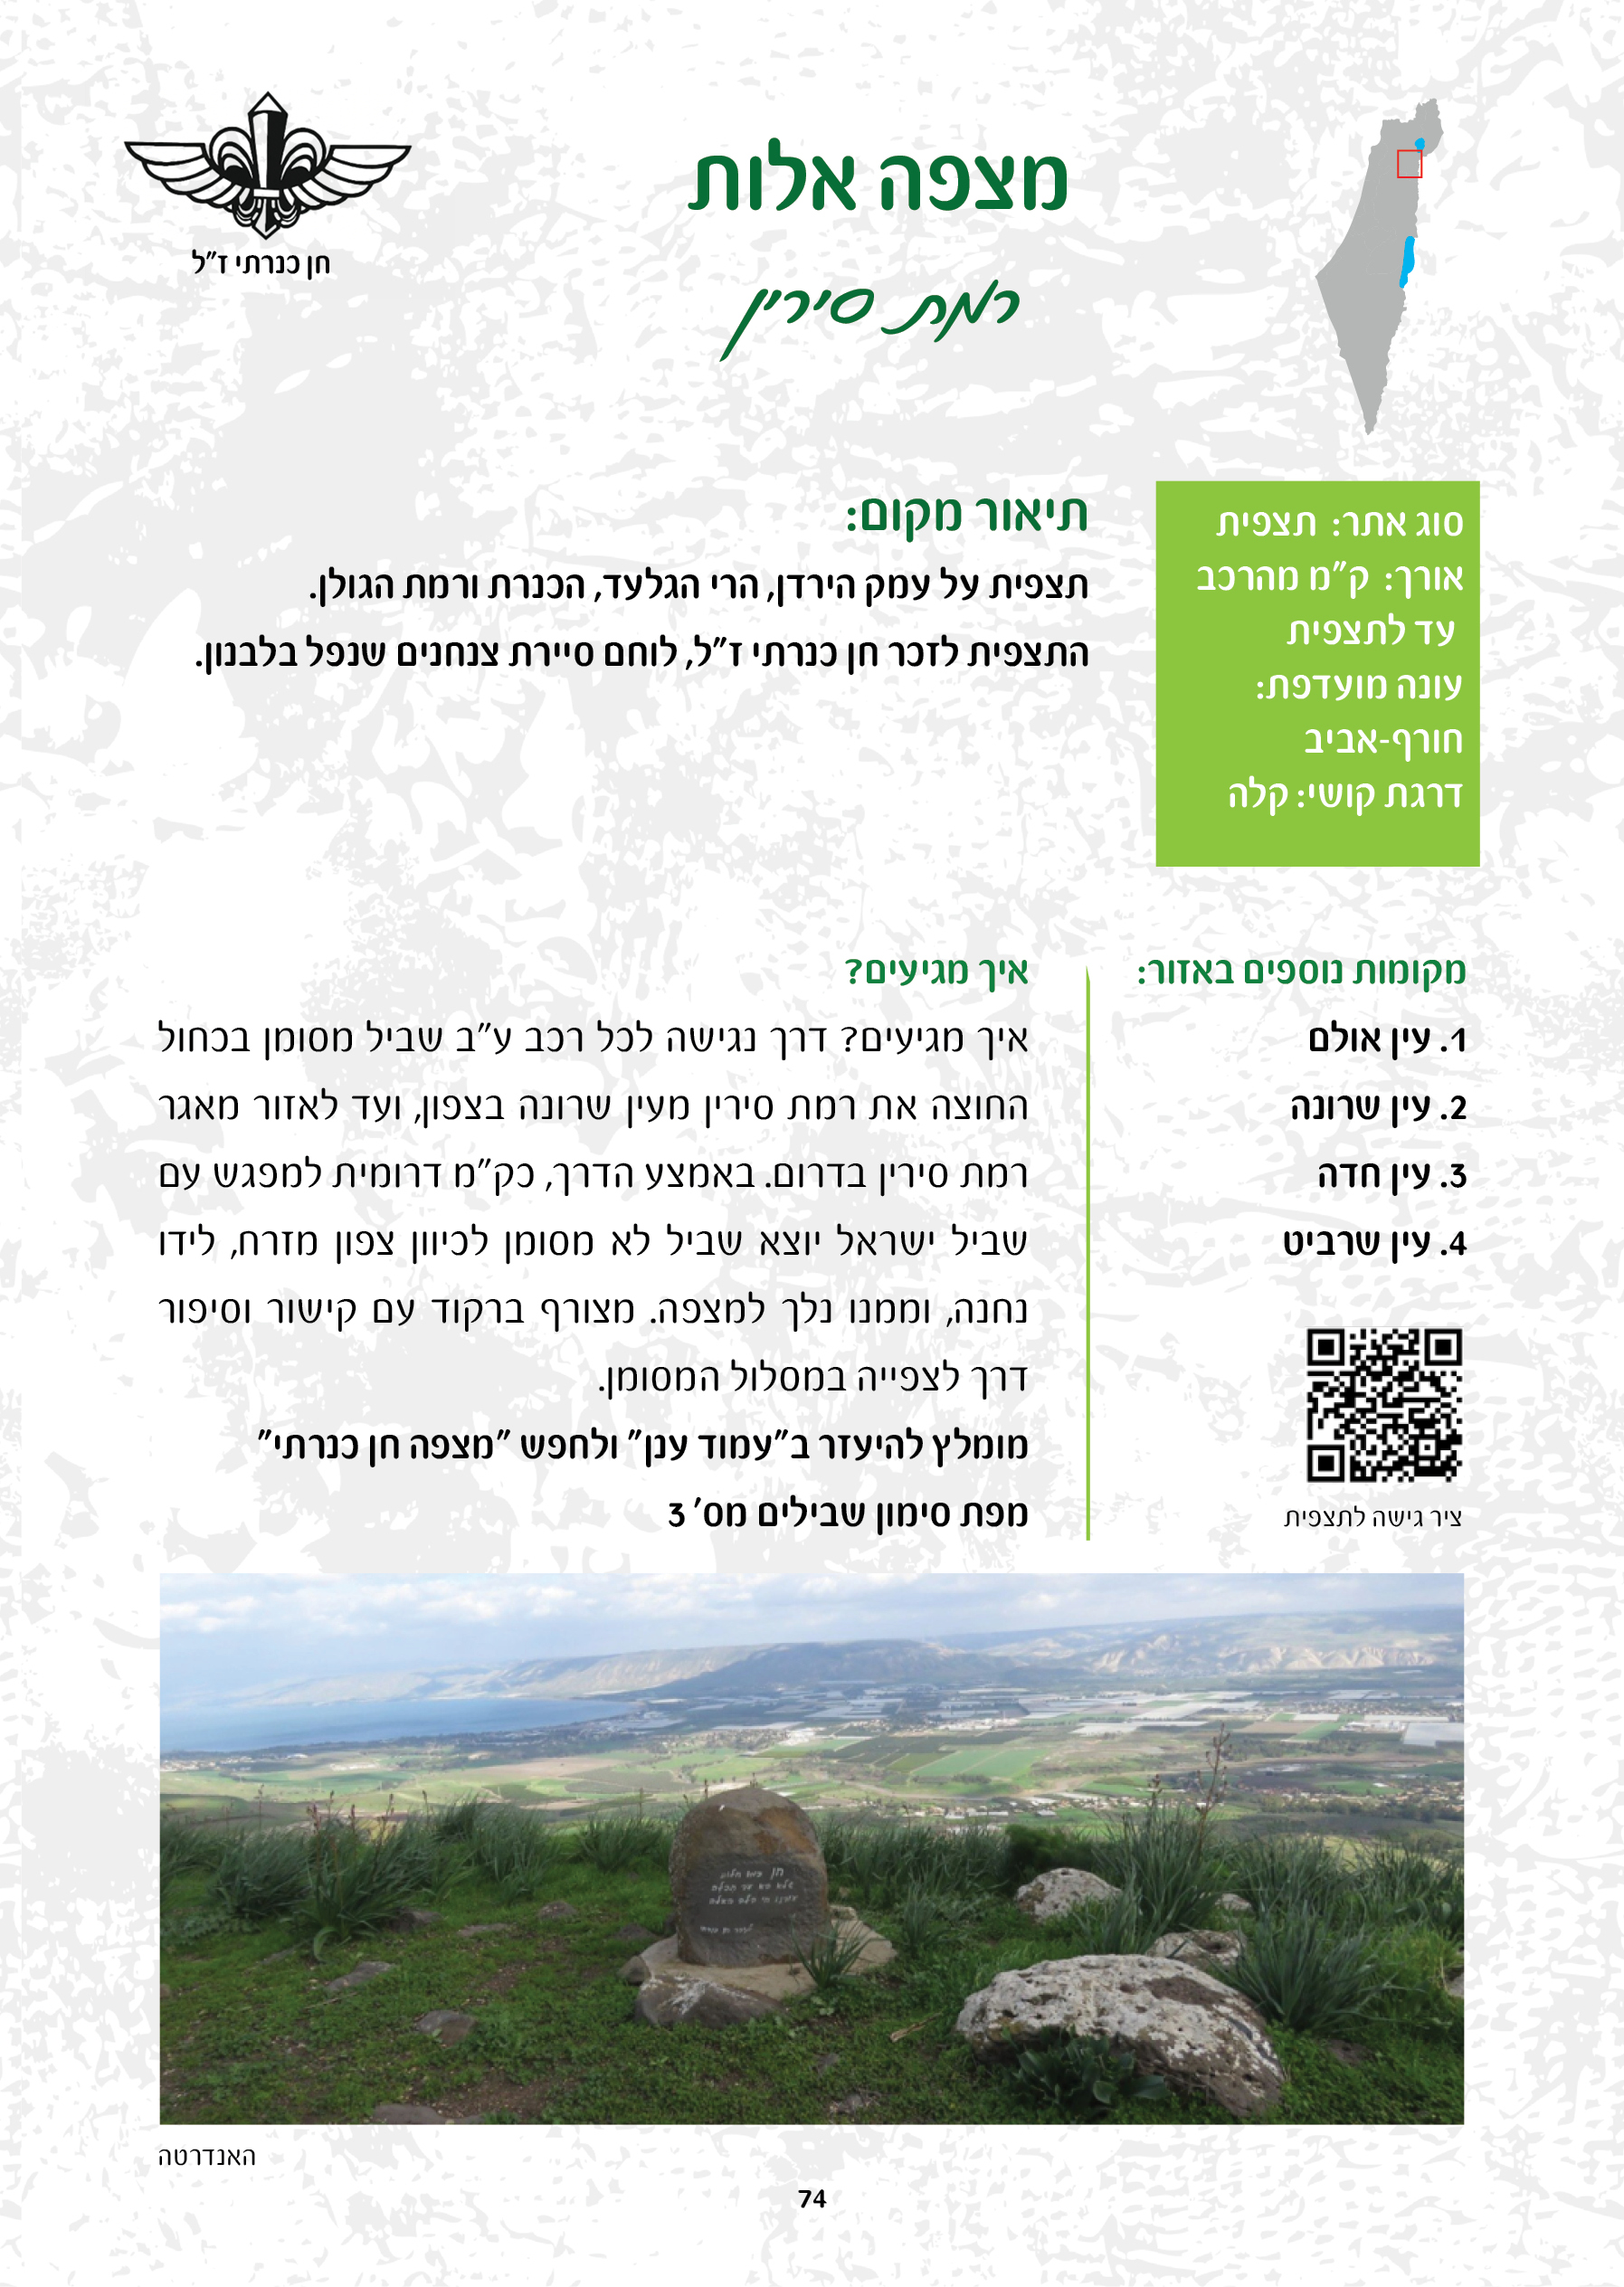 מצפה אלות
רמת סירין
חן כנרתי ז"ל
סוג אתר: תצפית
אורך: ק"מ מהרכב
עד לתצפית
עונה מועדפת:
חורף-אביב
דרגת קושי: קלה
תיאור מקום:
תצפית על עמק הירדן, הרי הגלעד, הכנרת ורמת הגולן.
התצפית לזכר חן כנרתי ז"ל, לוחם סיירת צנחנים שנפל בלבנון.
מקומות נוספים באזור:
1. עין אולם
2. עין שרונה
3. עין חדה
4. עין שרביט
ציר גישה לתצפית
איך מגיעים?
איך מגיעים? דרך נגישה לכל רכב ע"ב שביל מסומן בכחול
החוצה את רמת סירין מעין שרונה בצפון, ועד לאזור מאגר
רמת סירין בדרום. באמצע הדרך, כק"מ דרומית למפגש עם
שביל ישראל יוצא שביל לא מסומן לכיוון צפון מזרח, לידו
נחנה, וממנו נלך למצפה. מצורף ברקוד עם קישור וסיפור
דרך לצפייה במסלול המסומן.
מומלץ להיעזר ב"עמוד ענן" ולחפש "מצפה חן כנרתי"
מפת סימון שבילים מס' 3
חן
האנדרטה
74